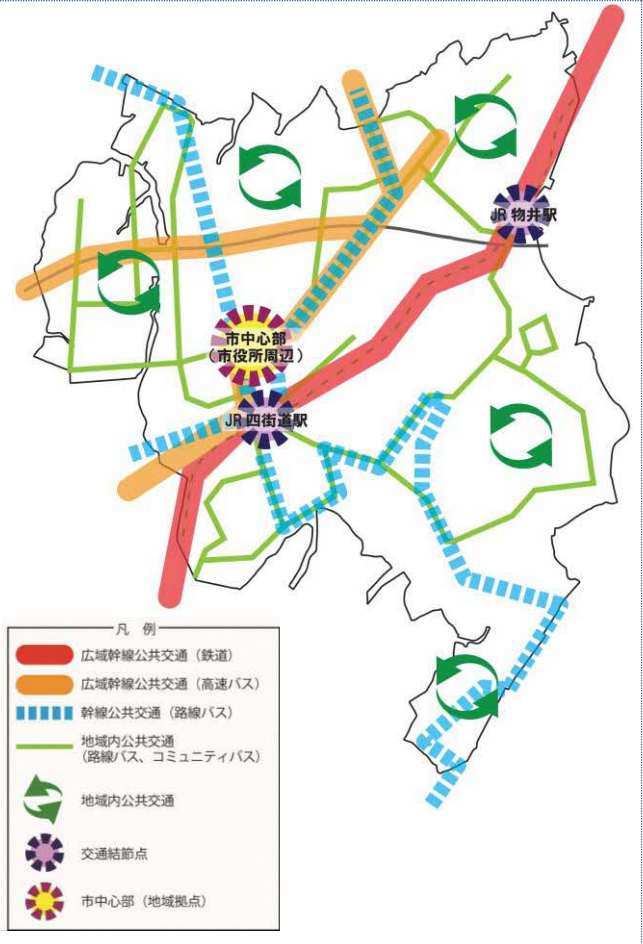 JR 物井駅
市中心部
（市役所周辺）
JR 四街道駅
凡 例
広域幹線公共交通（鉄道）
広域幹線公共交通（高速バス）
幹線公共交通（路線バス）
地域内公共交通
（路線バス、コミュニティバス）
地域内公共交通
交通結節点
市中心部（地域拠点）